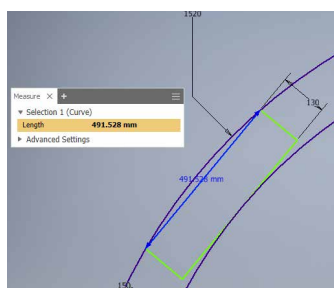 1520
Measure × +
▼ Selection 1 (Curve)
Length 491.528 mm
▶ Advanced Settings
130
491.528 mm
150